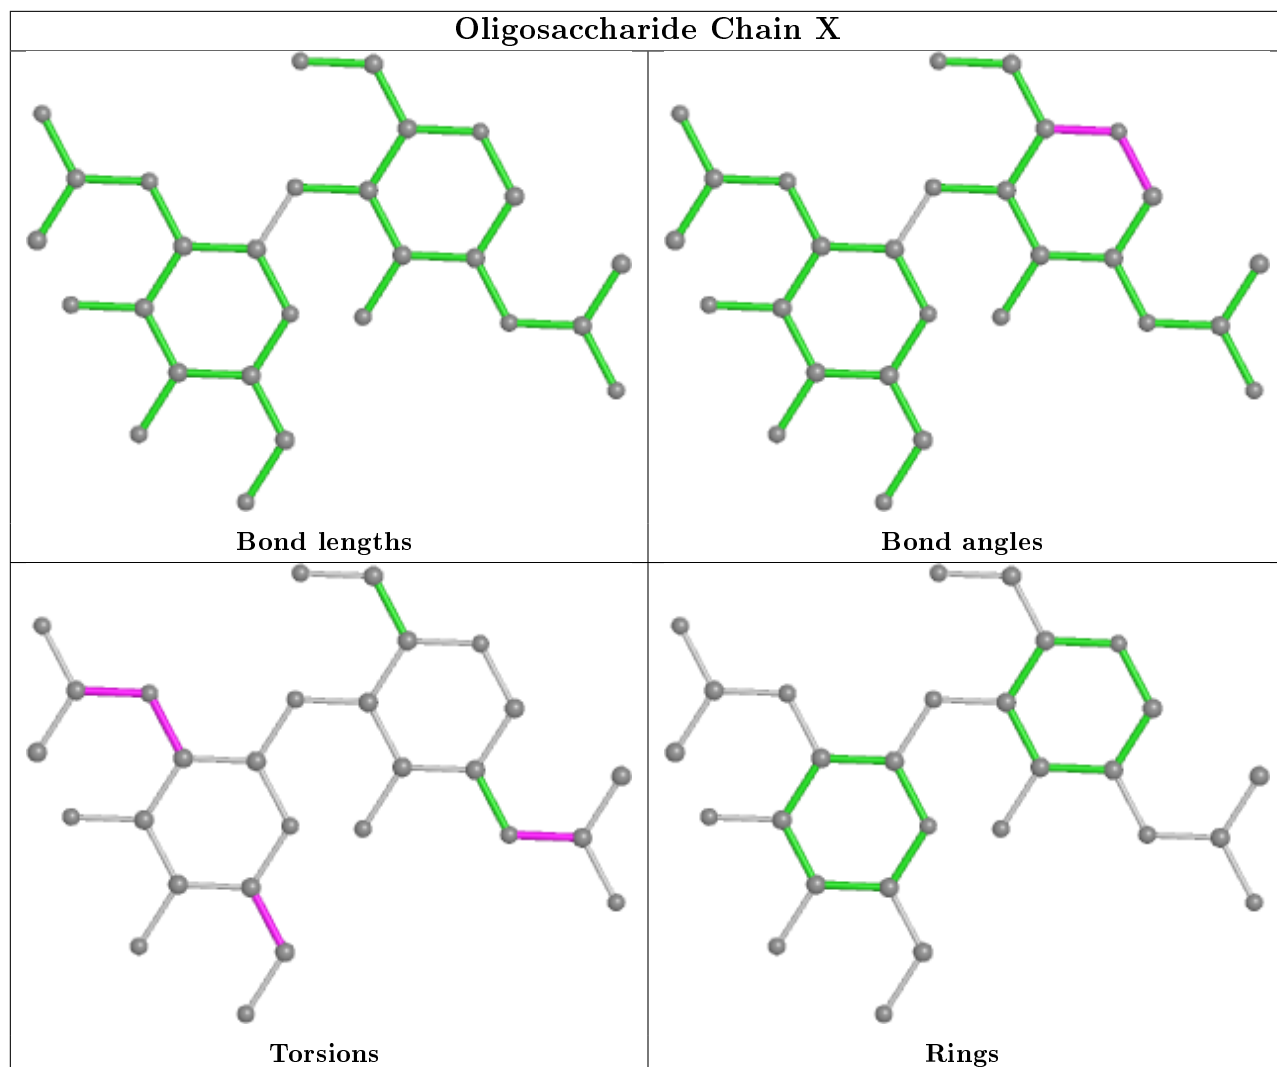 Oligosaccharide Chain X
Bond lengths
Bond angles
Torsions
Rings